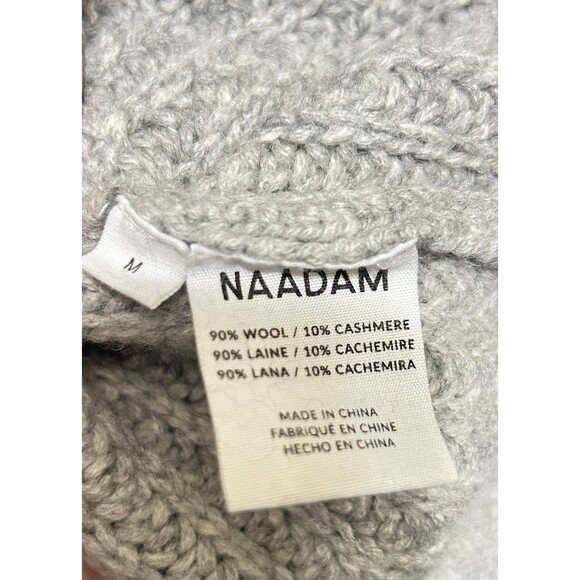 M
NAADAM
90% WOOL / 10% CASHMERE
90% LAINE / 10% CACHEMIRE
90% LANA / 10% CACHEMIRA
MADE IN CHINA
FABRIQUÉ EN CHINE
HECHO EN CHINA